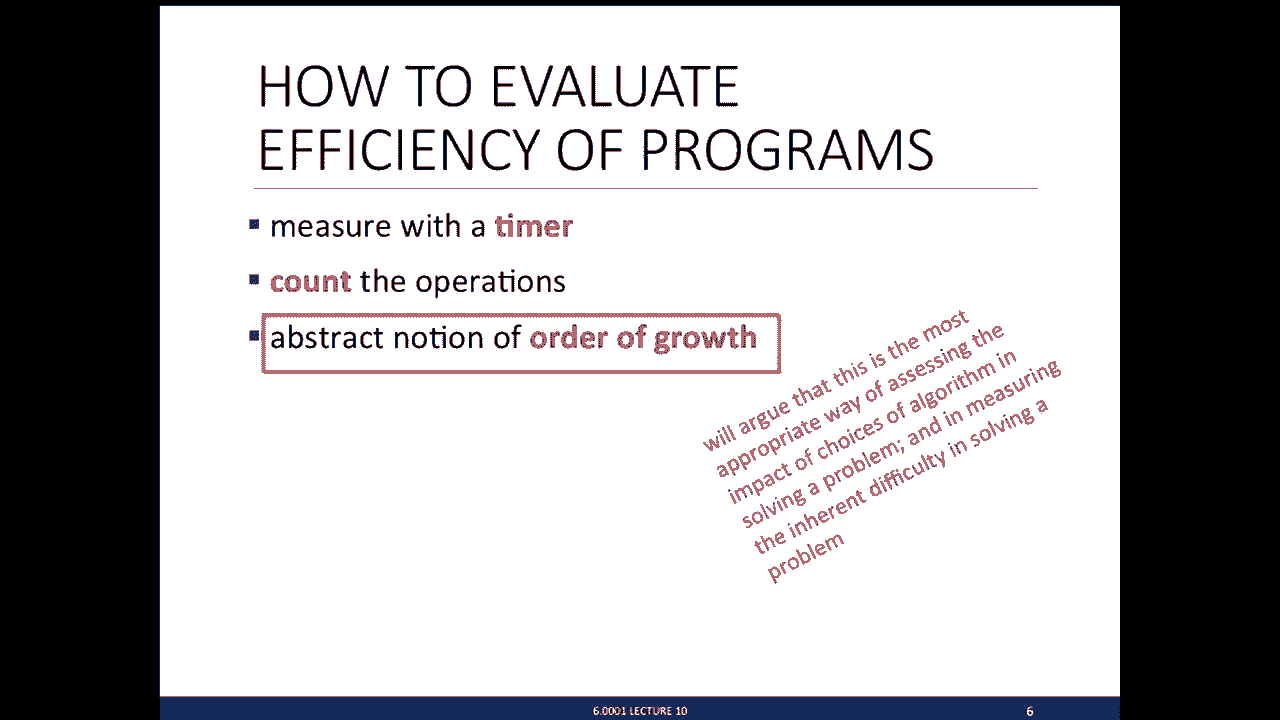 HOW TO EVALUATE
EFFICIENCY OF PROGRAMS
measure with a timer
count the operations
abstract notion of order of growth
will argue that this is the most
appropriate way of assessing the
impact of choices of algorithm in
solving a problem; and in measuring
the inherent difficulty in solving a
problem
6.0001 LECTURE 10
6